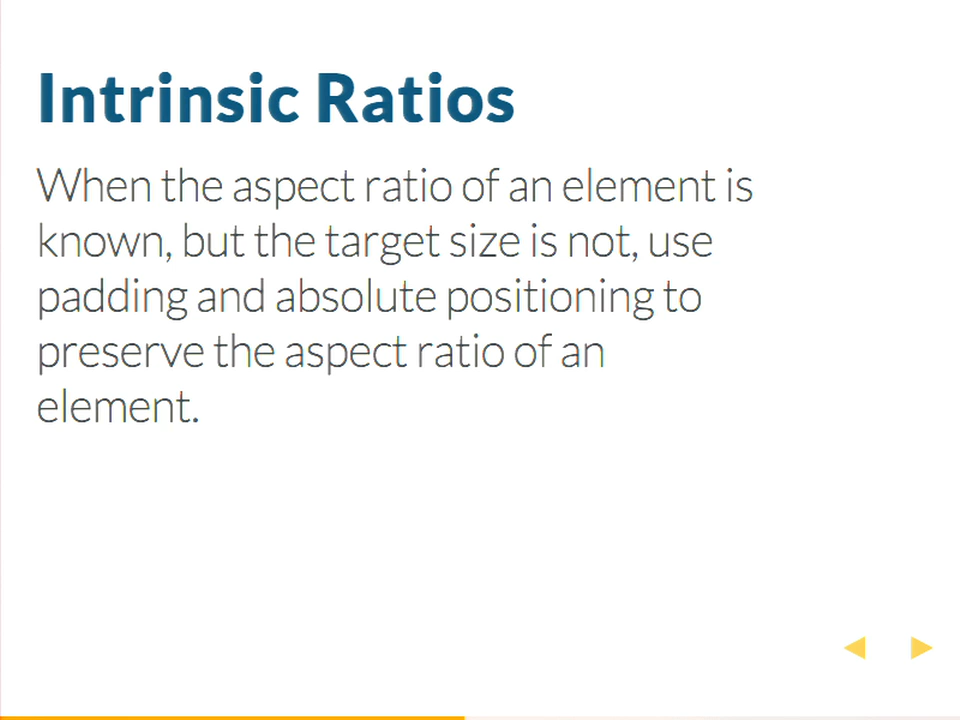 Intrinsic Ratios
When the aspect ratio of an element is
known, but the target size is not, use
padding and absolute positioning to
preserve the aspect ratio of an
element.